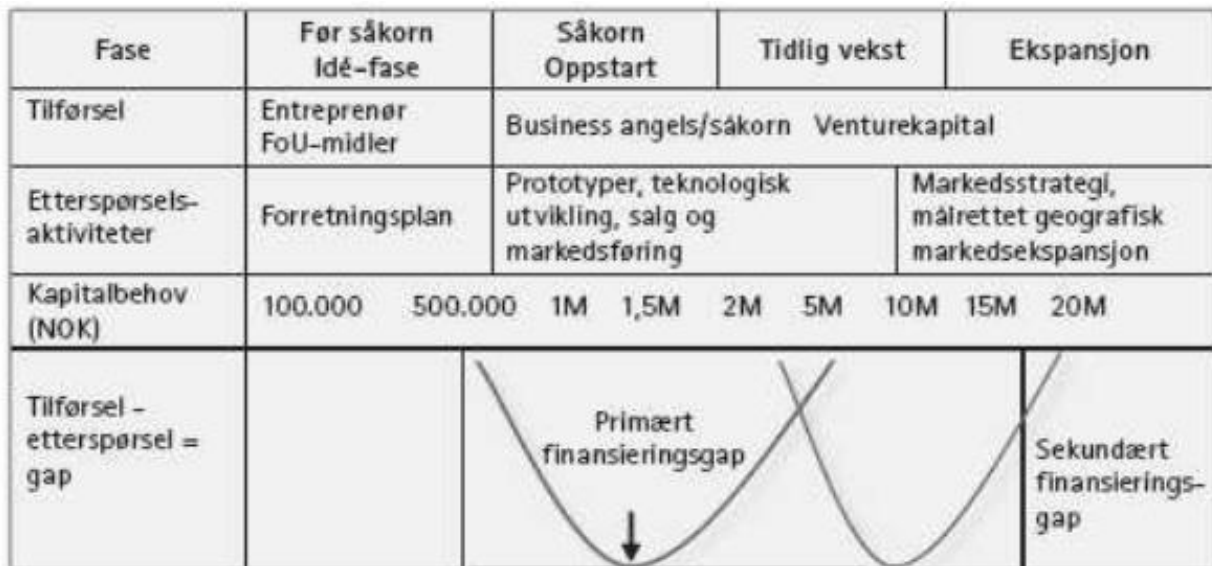 Fase
Før såkorn
Idé-fase
Såkorn
Oppstart
Tidlig vekst
Ekspansjon
Tilførsel
Entreprenør
FoU-midler
Business angels/såkorn Venturekapital
Etterspørsels-
aktiviteter
Forretningsplan
Prototyper, teknologisk
utvikling, salg og
markedsføring
Markedsstrategi,
målrettet geografisk
markedsekspansjon
Kapitalbehov
(NOK)
100.000 500.000 1M 1,5M 2M 5M 10M 15M 20M
Tilførsel -
etterspørsel =
gap
Primært
finansieringsgap
Sekundært
finansierings-
gap